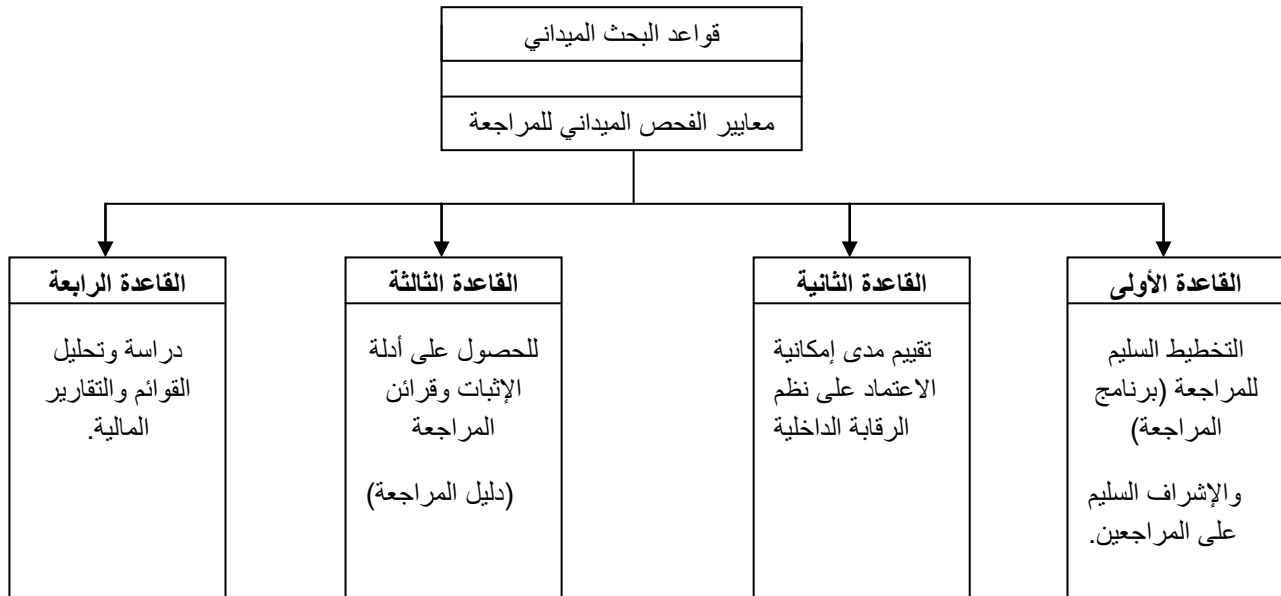 قواعد البحث الميداني
معايير الفحص الميداني للمراجعة
القاعدة الأولى
التخطيط السليم
للمراجعة (برنامج
المراجعة)
والإشراف السليم
على المراجعين.
القاعدة الثانية
تقييم مدى إمكانية
الاعتماد على نظم
الرقابة الداخلية
القاعدة الثالثة
للحصول على أدلة
الإثبات وقرائن
المراجعة
(دليل المراجعة)
القاعدة الرابعة
دراسة وتحليل
القوائم والتقارير
المالية.